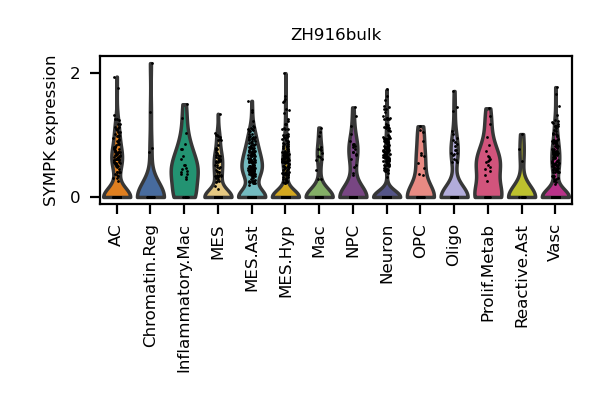 ZH916bulk
SYMPK expression
2
0
AC
Chromatin.Reg
Inflammatory.Mac
MES
MES.Ast
MES.Hyp
Mac
NPC
Neuron
OPC
Oligo
Prolif.Metab
Reactive.Ast
Vasc